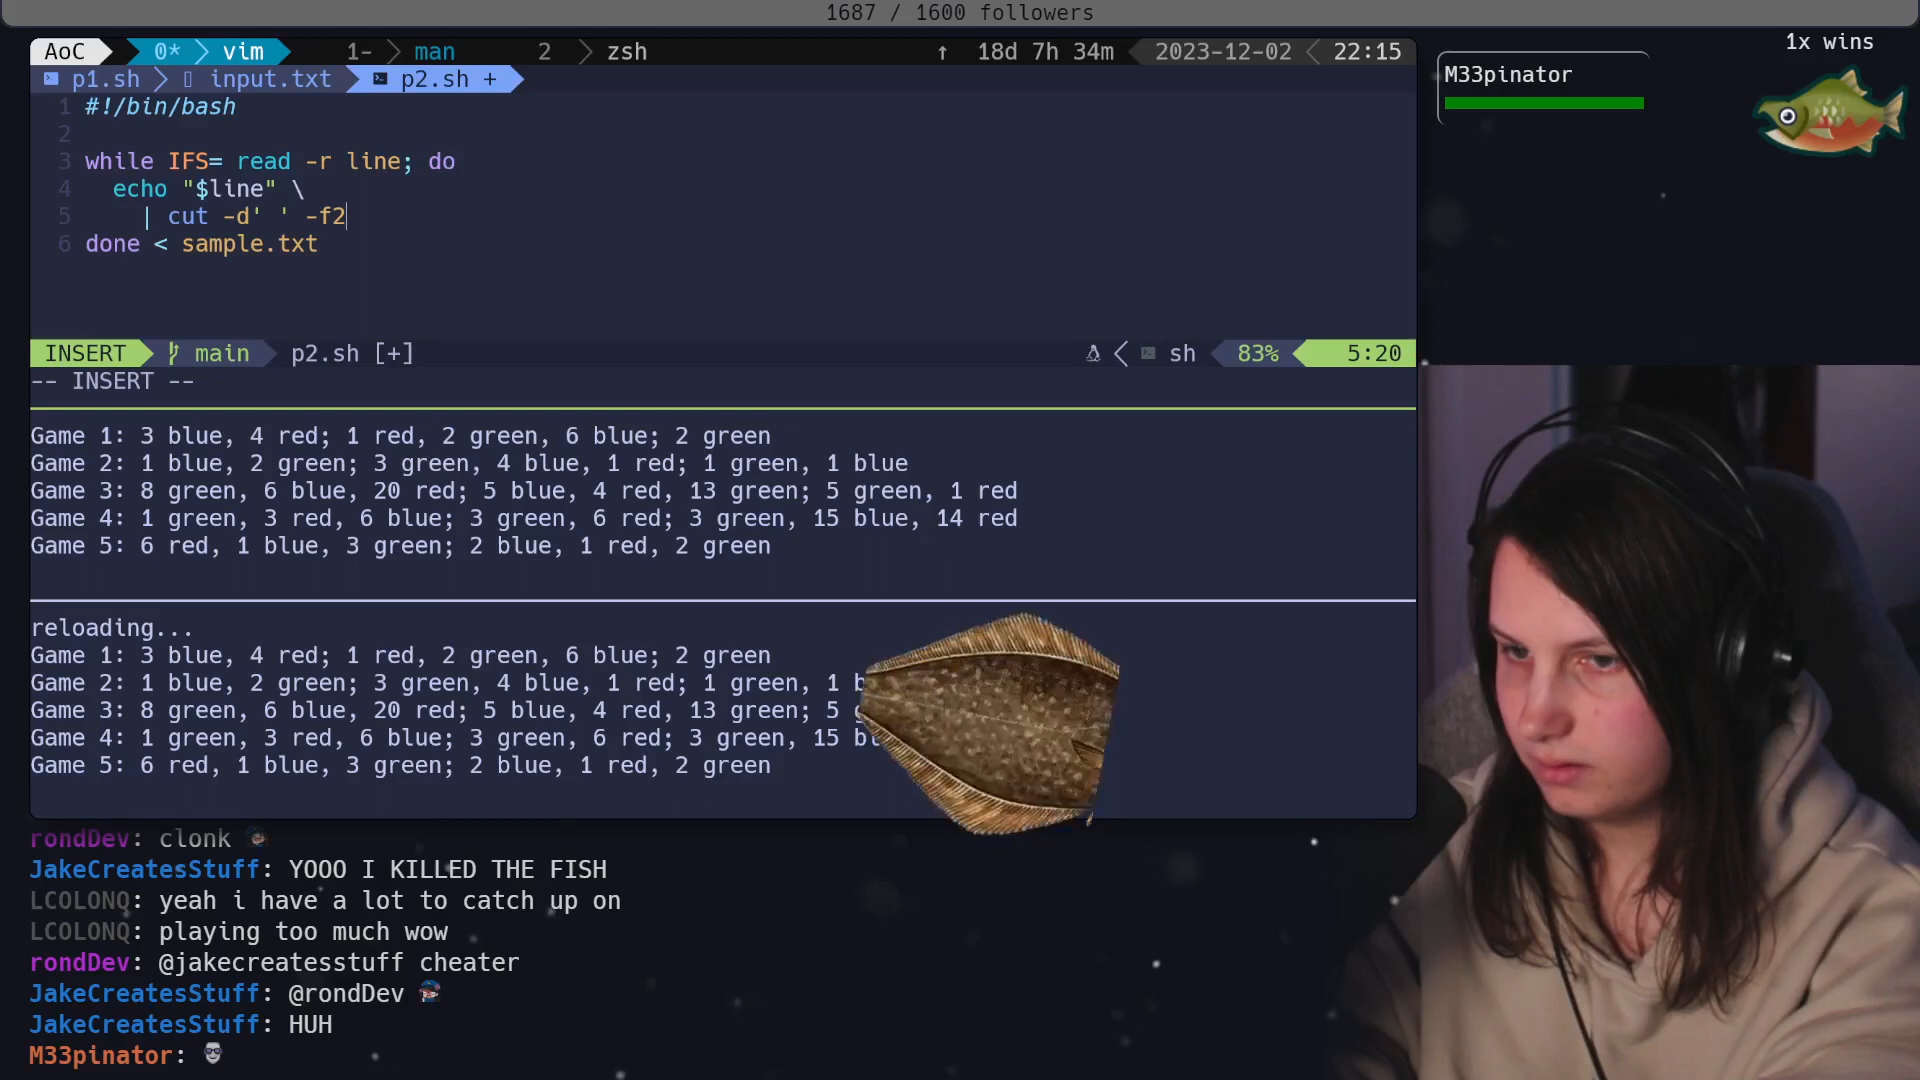 1687 / 1600 followers
AoC 0* vim 1- man 2 zsh ↑ 18d 7h 34m 2023-12-02 22:15
p1.sh input.txt p2.sh +
1 #!/bin/bash
2
3 while IFS= read -r line; do
4 echo "$line" \
5 | cut -d' ' -f2
6 done < sample.txt
INSERT main p2.sh [+] sh 83% 5:20
-- INSERT --
Game 1: 3 blue, 4 red; 1 red, 2 green, 6 blue; 2 green
Game 2: 1 blue, 2 green; 3 green, 4 blue, 1 red; 1 green, 1 blue
Game 3: 8 green, 6 blue, 20 red; 5 blue, 4 red, 13 green; 5 green, 1 red
Game 4: 1 green, 3 red, 6 blue; 3 green, 6 red; 3 green, 15 blue, 14 red
Game 5: 6 red, 1 blue, 3 green; 2 blue, 1 red, 2 green
reloading...
Game 1: 3 blue, 4 red; 1 red, 2 green, 6 blue; 2 green
Game 2: 1 blue, 2 green; 3 green, 4 blue, 1 red; 1 green, 1
Game 3: 8 green, 6 blue, 20 red; 5 blue, 4 red, 13 green; 5
Game 4: 1 green, 3 red, 6 blue; 3 green, 6 red; 3 green, 15
Game 5: 6 red, 1 blue, 3 green; 2 blue, 1 red, 2 green
M33pinator
1x wins
rondDev: clonk
JakeCreatesStuff: YOOO I KILLED THE FISH
LCOLONQ: yeah i have a lot to catch up on
LCOLONQ: playing too much wow
rondDev: @jakecreatesstuff cheater
JakeCreatesStuff: @rondDev
JakeCreatesStuff: HUH
M33pinator: